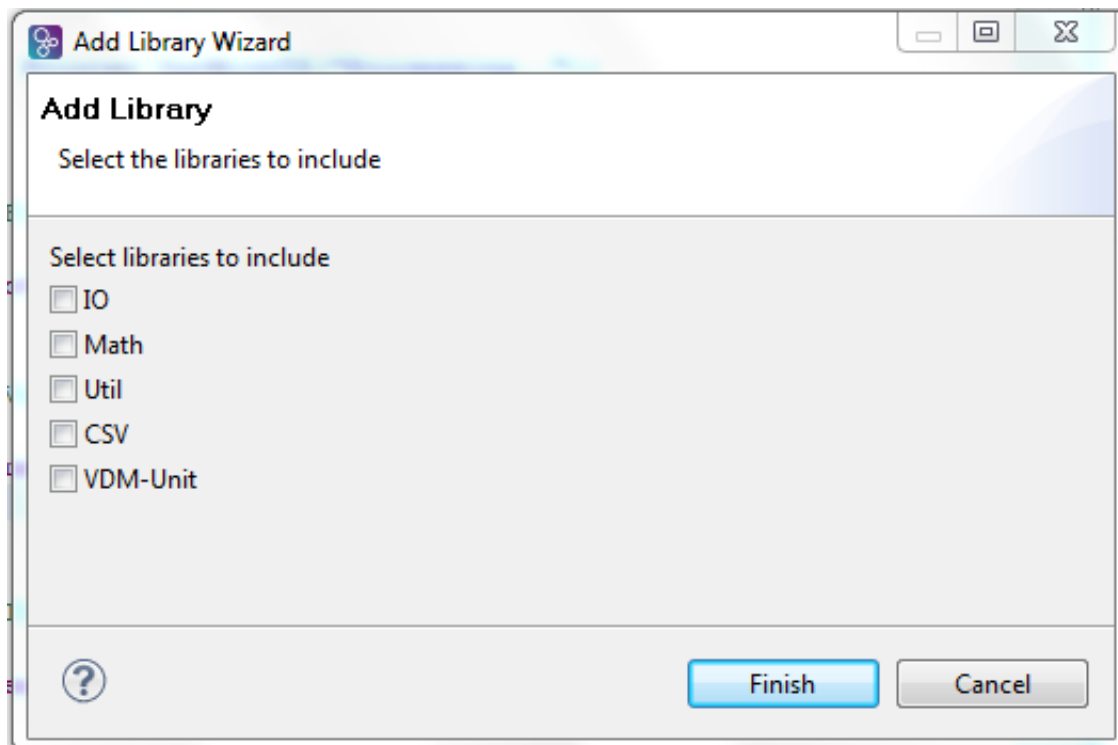 Add Library Wizard
Add Library
Select the libraries to include
Select libraries to include
IO
Math
Util
CSV
VDM-Unit
?
Finish Cancel